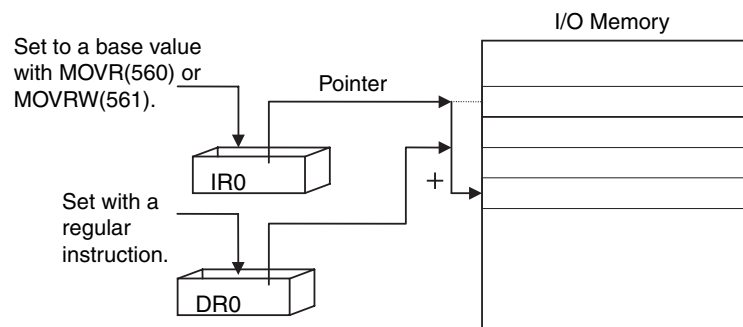 I/O Memory
Set to a base value
with MOVR(560) or
MOVRW(561).
Pointer
IR0
+
Set with a
regular
instruction.
DR0